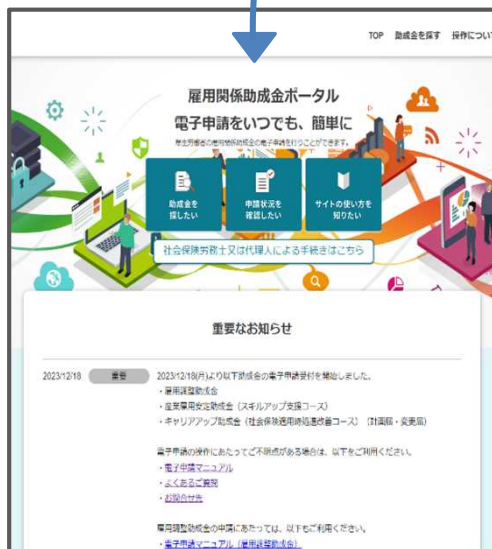 TOP 助成金を探す 操作につい
雇用関係助成金ポータル
電子申請をいつでも、簡単に
厚生労働省の雇用関係助成金の電子申請を行うことができます。
助成金を
探したい
申請状況を
確認したい
サイトの使い方を
知りたい
社会保険労務士又は代理人による手続きはこちら
重要なお知らせ
2023/12/18 重要 2023/12/18(月)より以下助成金の電子申請受付を開始しました。
・雇用調整助成金
・産業雇用安定助成金（スキルアップ支援コース）
・キャリアアップ助成金（社会保険適用時処遇改善コース）（計画届・変更届）
電子申請の操作にあたってご不明点がある場合は、以下をご利用ください。
・電子申請マニュアル
・よくあるご質問
・お問合せ先
雇用調整助成金の申請にあたっては、以下もご利用ください。
・電子申請マニュアル（雇用調整助成金）